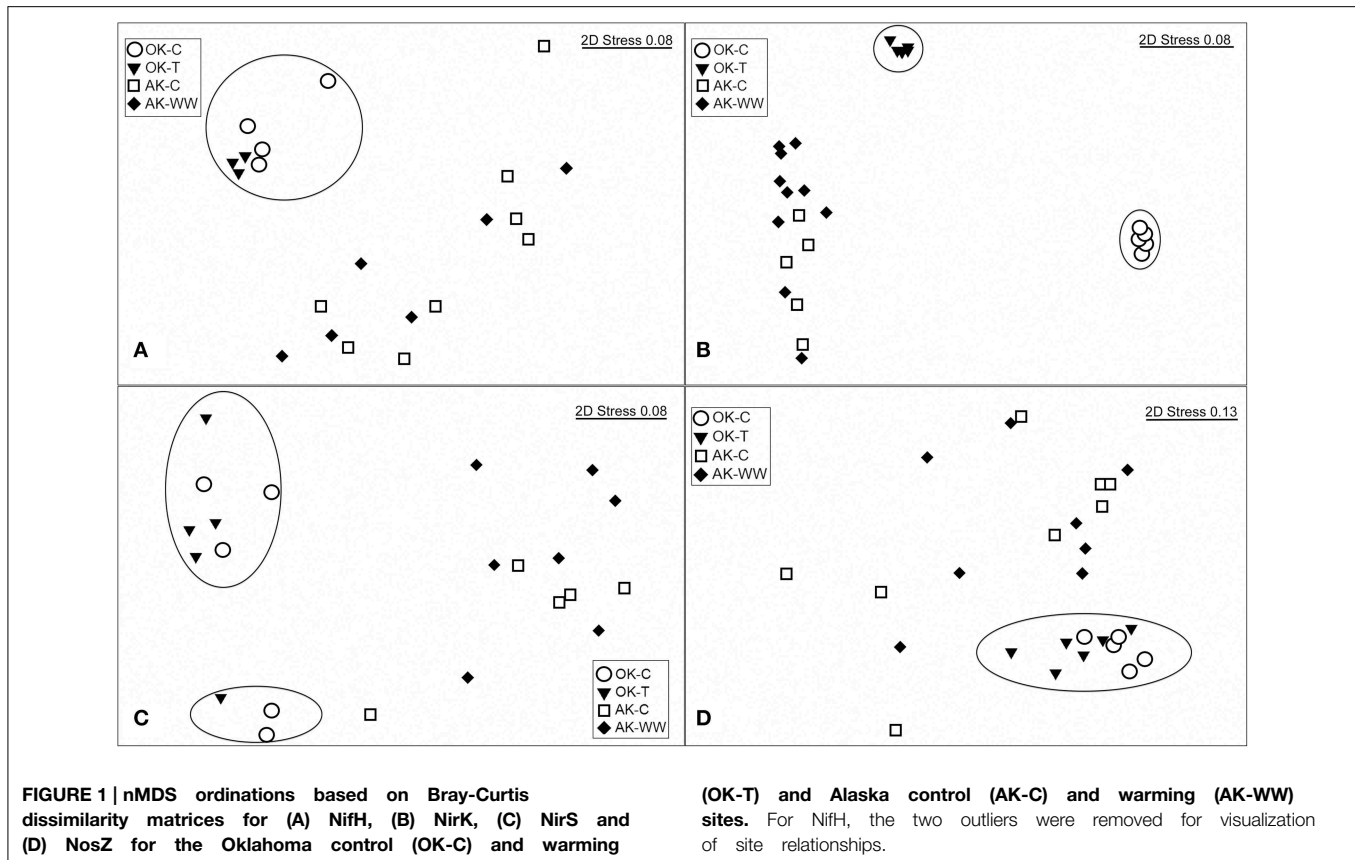 OK-C
OK-T
AK-C
AK-WW
2D Stress 0.08
A
OK-C
OK-T
AK-C
AK-WW
2D Stress 0.08
B
2D Stress 0.08
OK-C
OK-T
AK-C
AK-WW
C
OK-C
OK-T
AK-C
AK-WW
2D Stress 0.13
D
FIGURE 1 | nMDS ordinations based on Bray-Curtis
dissimilarity matrices for (A) NifH, (B) NirK, (C) NirS and
(D) NosZ for the Oklahoma control (OK-C) and warming
(OK-T) and Alaska control (AK-C) and warming (AK-WW)
sites. For NifH, the two outliers were removed for visualization
of site relationships.